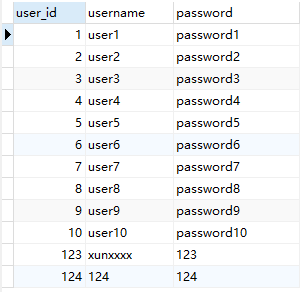 user_id username password
1 user1 password1
2 user2 password2
3 user3 password3
4 user4 password4
5 user5 password5
6 user6 password6
7 user7 password7
8 user8 password8
9 user9 password9
10 user10 password10
123 xunxxxx 123
124 124 124